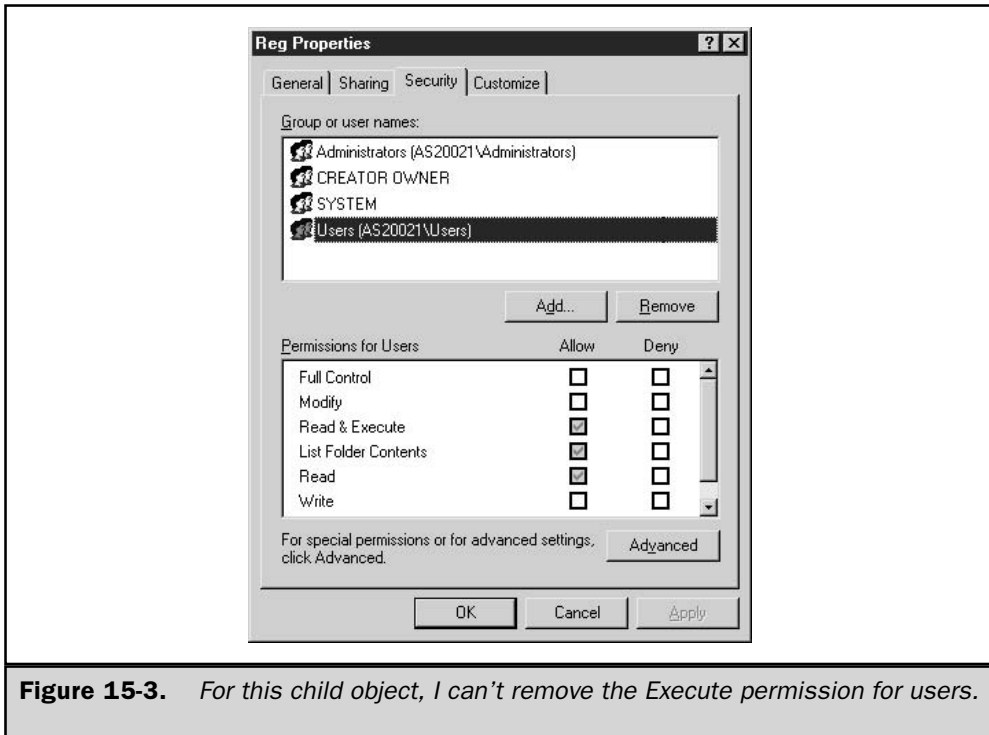 Reg Properties
General Sharing Security Customize
Group or user names:
Administrators (AS20021\Administrators)
CREATOR OWNER
SYSTEM
Users (AS20021\Users)
Add... Remove
Permissions for Users Allow Deny
Full Control
Modify
Read & Execute
List Folder Contents
Read
Write
For special permissions or for advanced settings,
click Advanced.
Advanced
OK Cancel Apply
Figure 15-3. For this child object, I can't remove the Execute permission for users.